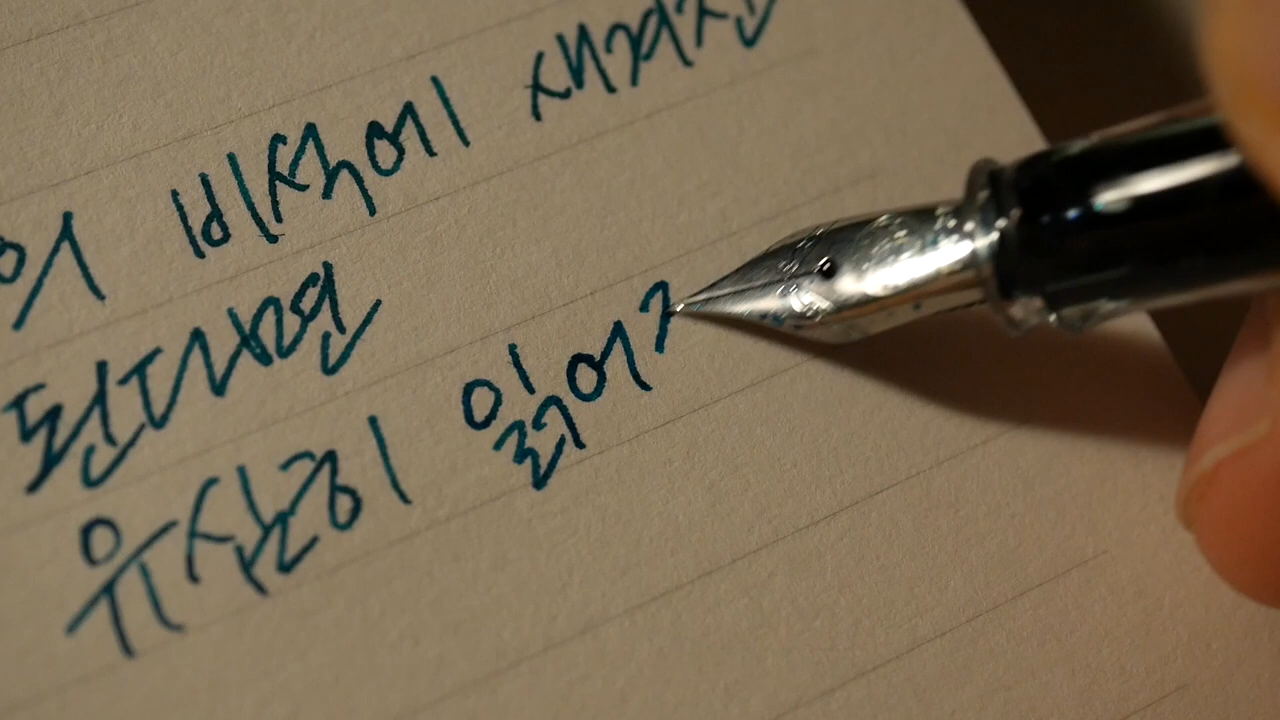 비석에 새겨진
된다면
유심히 읽어